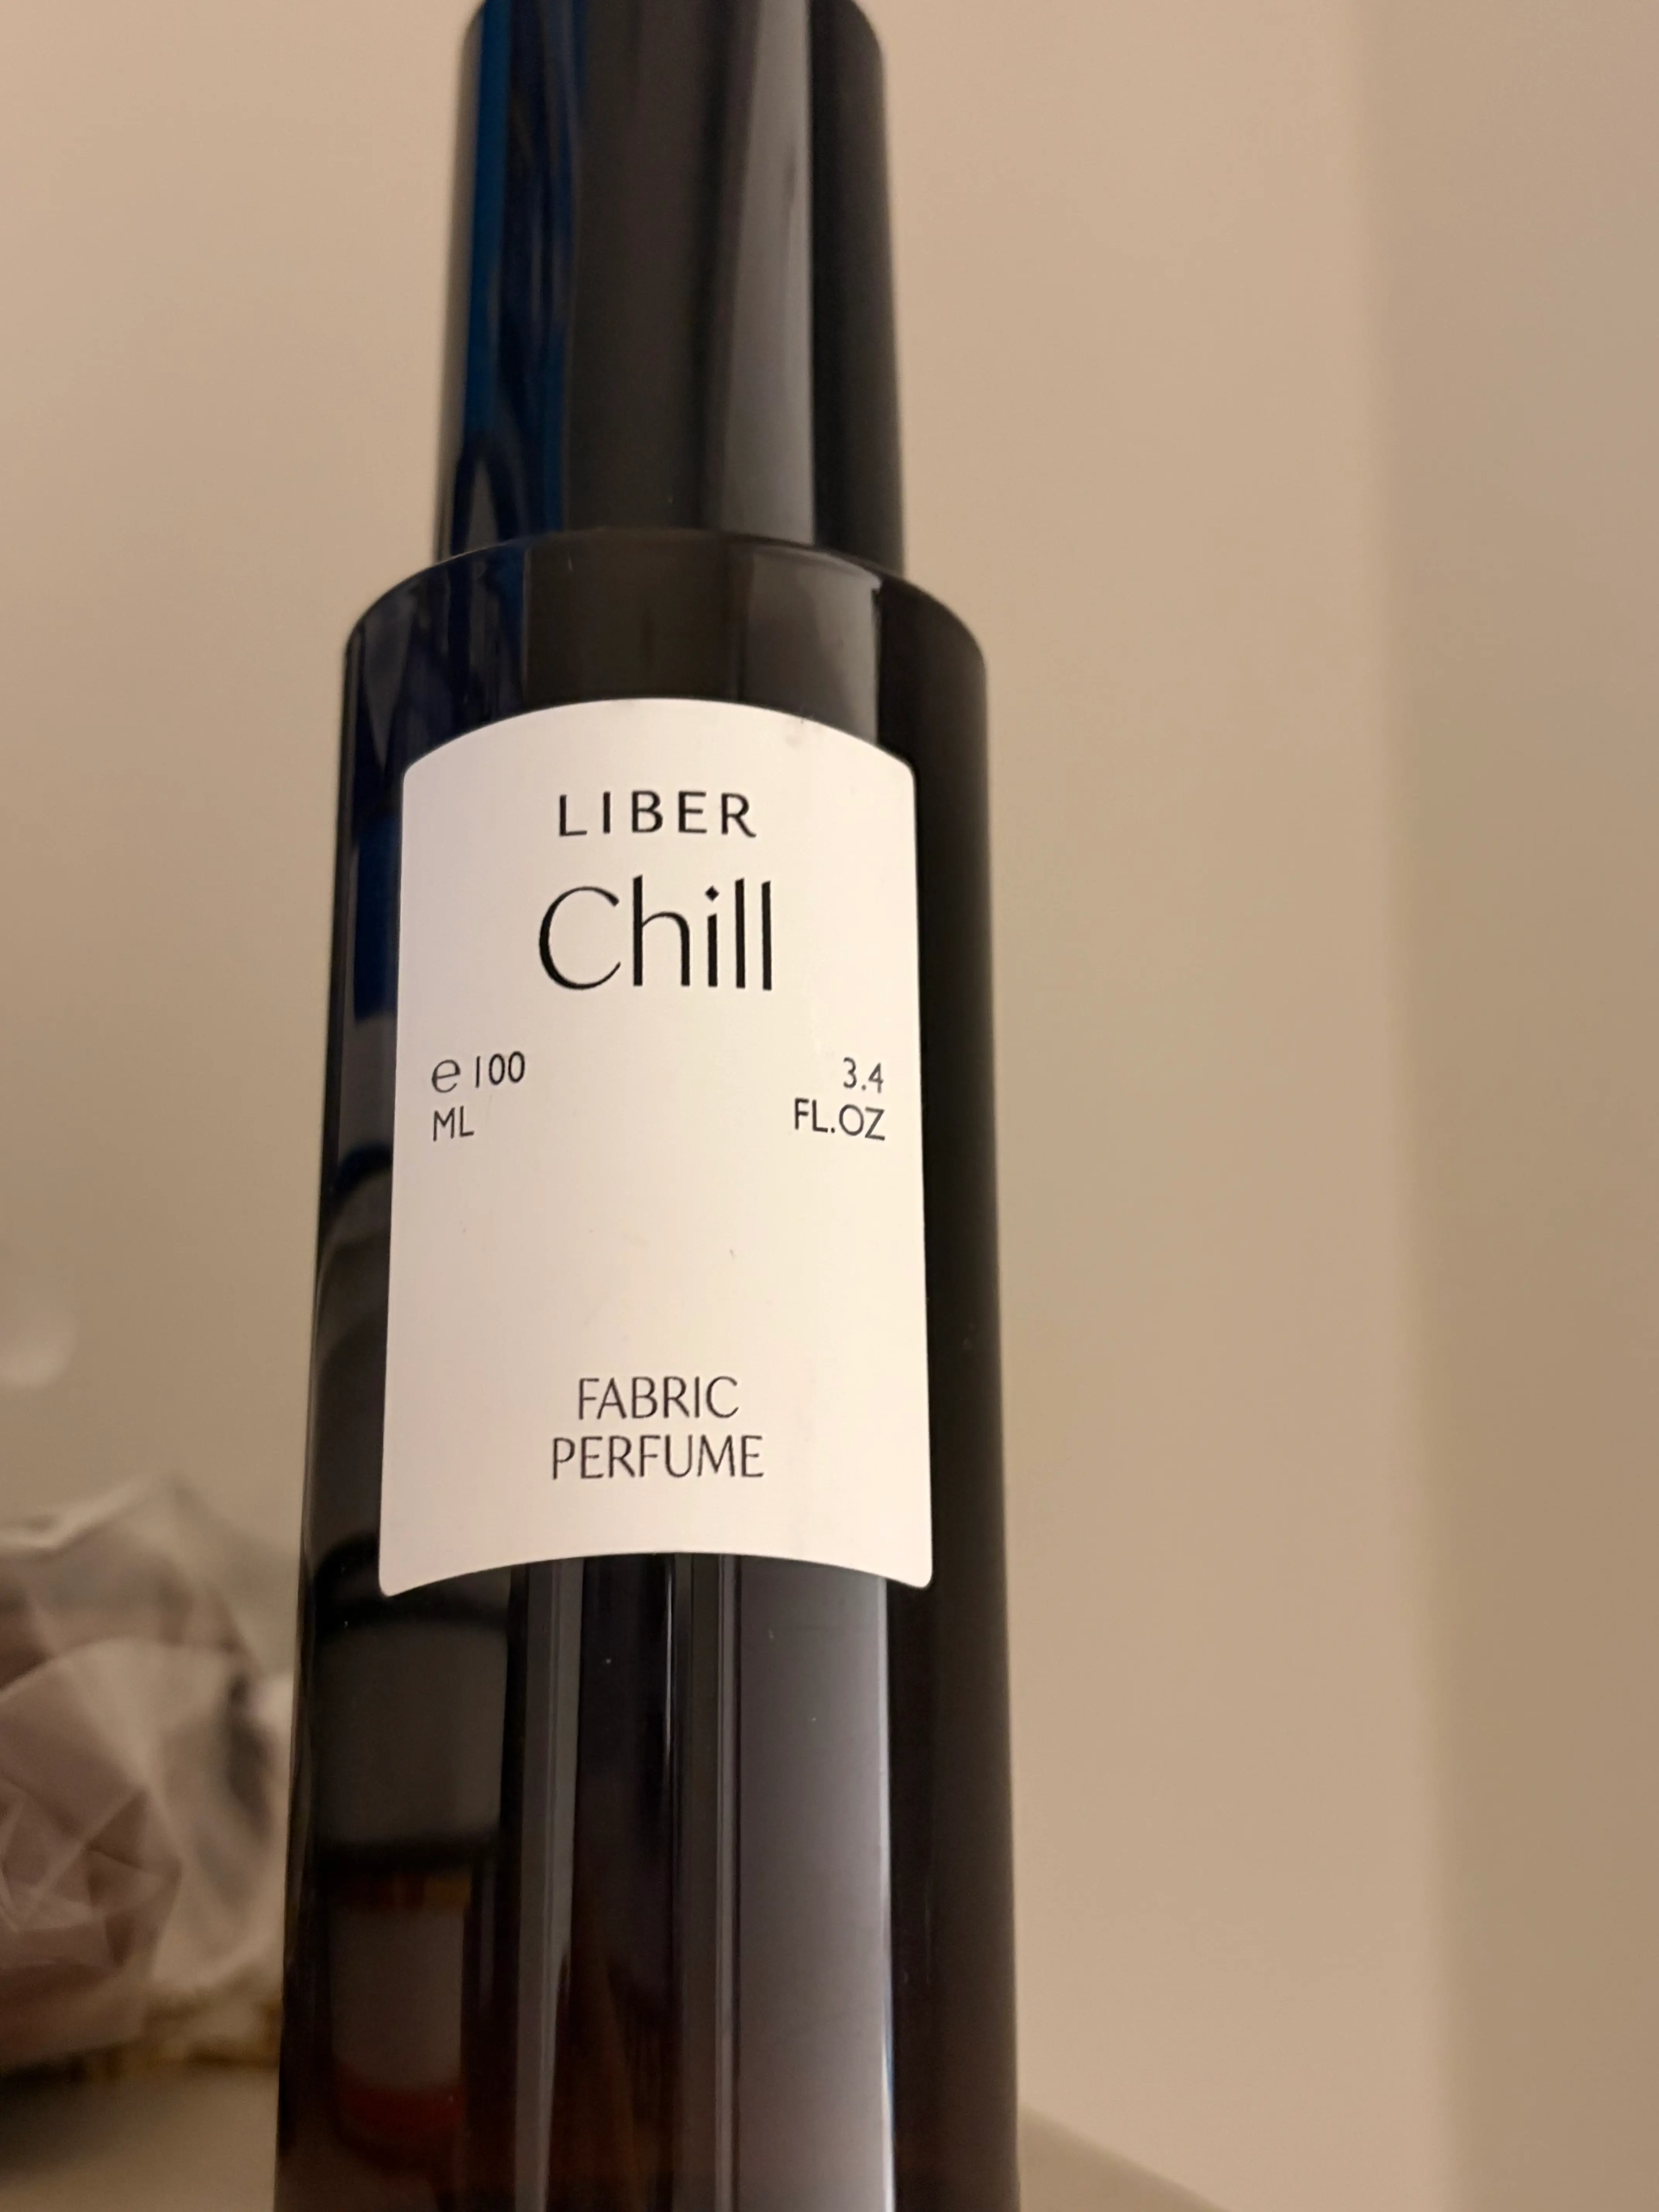 LIBER
Chill
℮ 100 3.4
ML FL.OZ
FABRIC
PERFUME